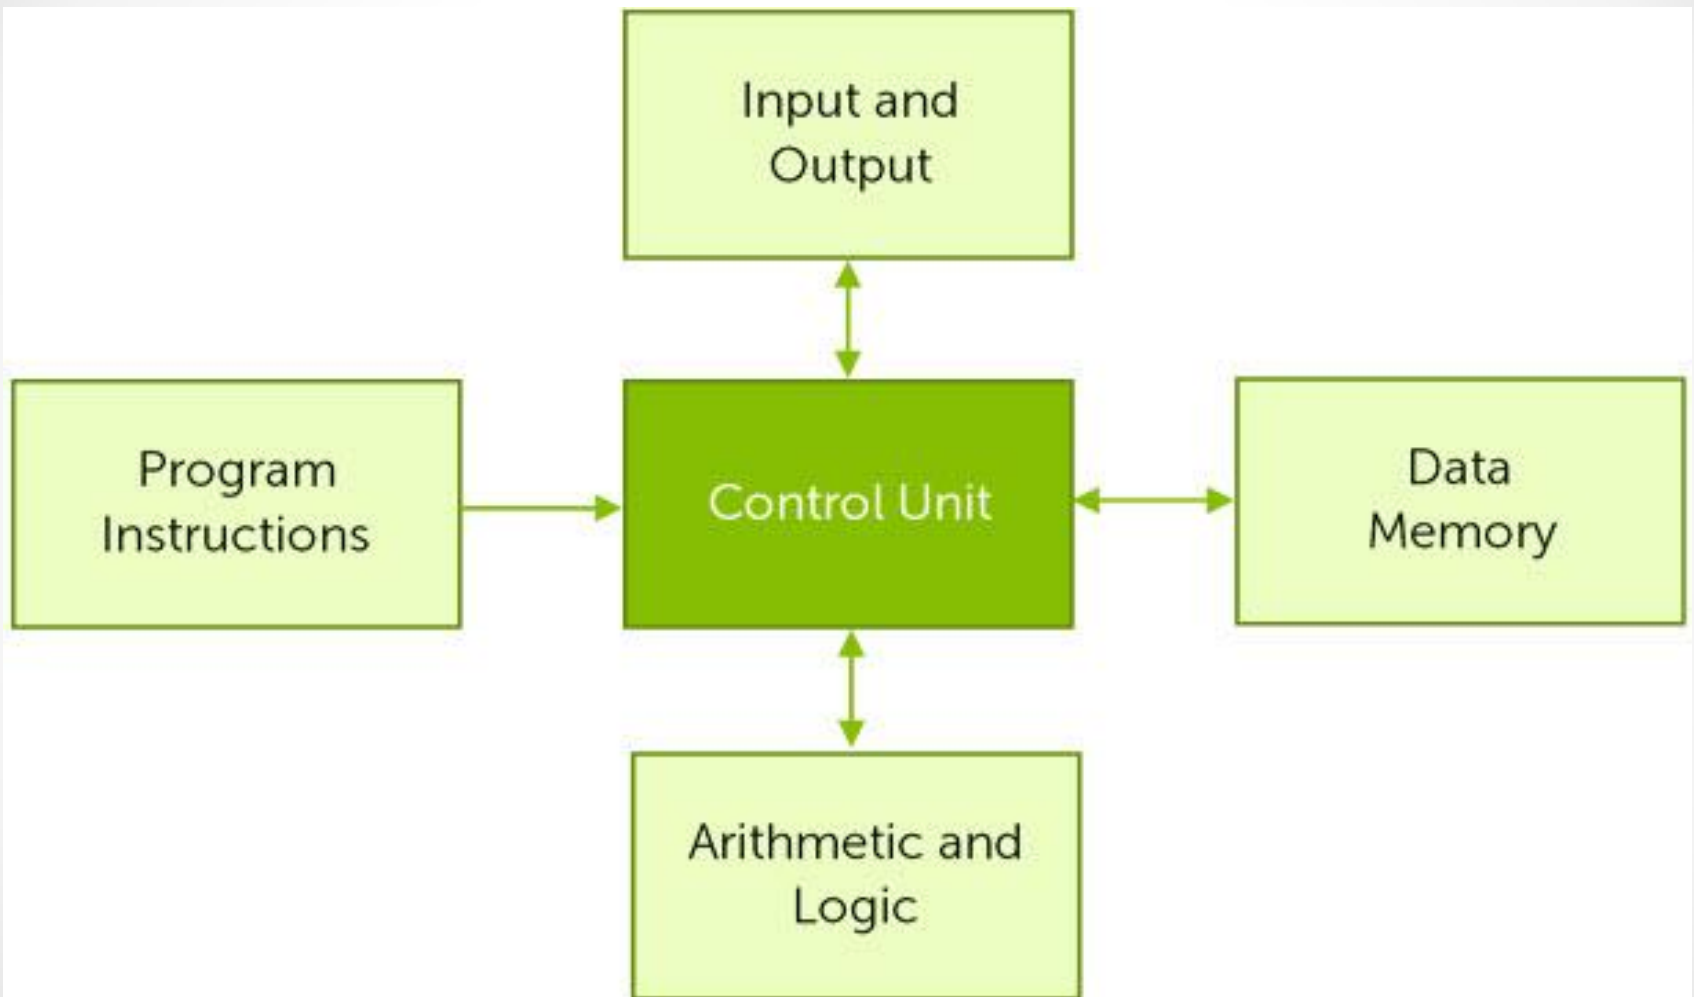 Input and
Output
Program
Instructions
Control Unit
Data
Memory
Arithmetic and
Logic